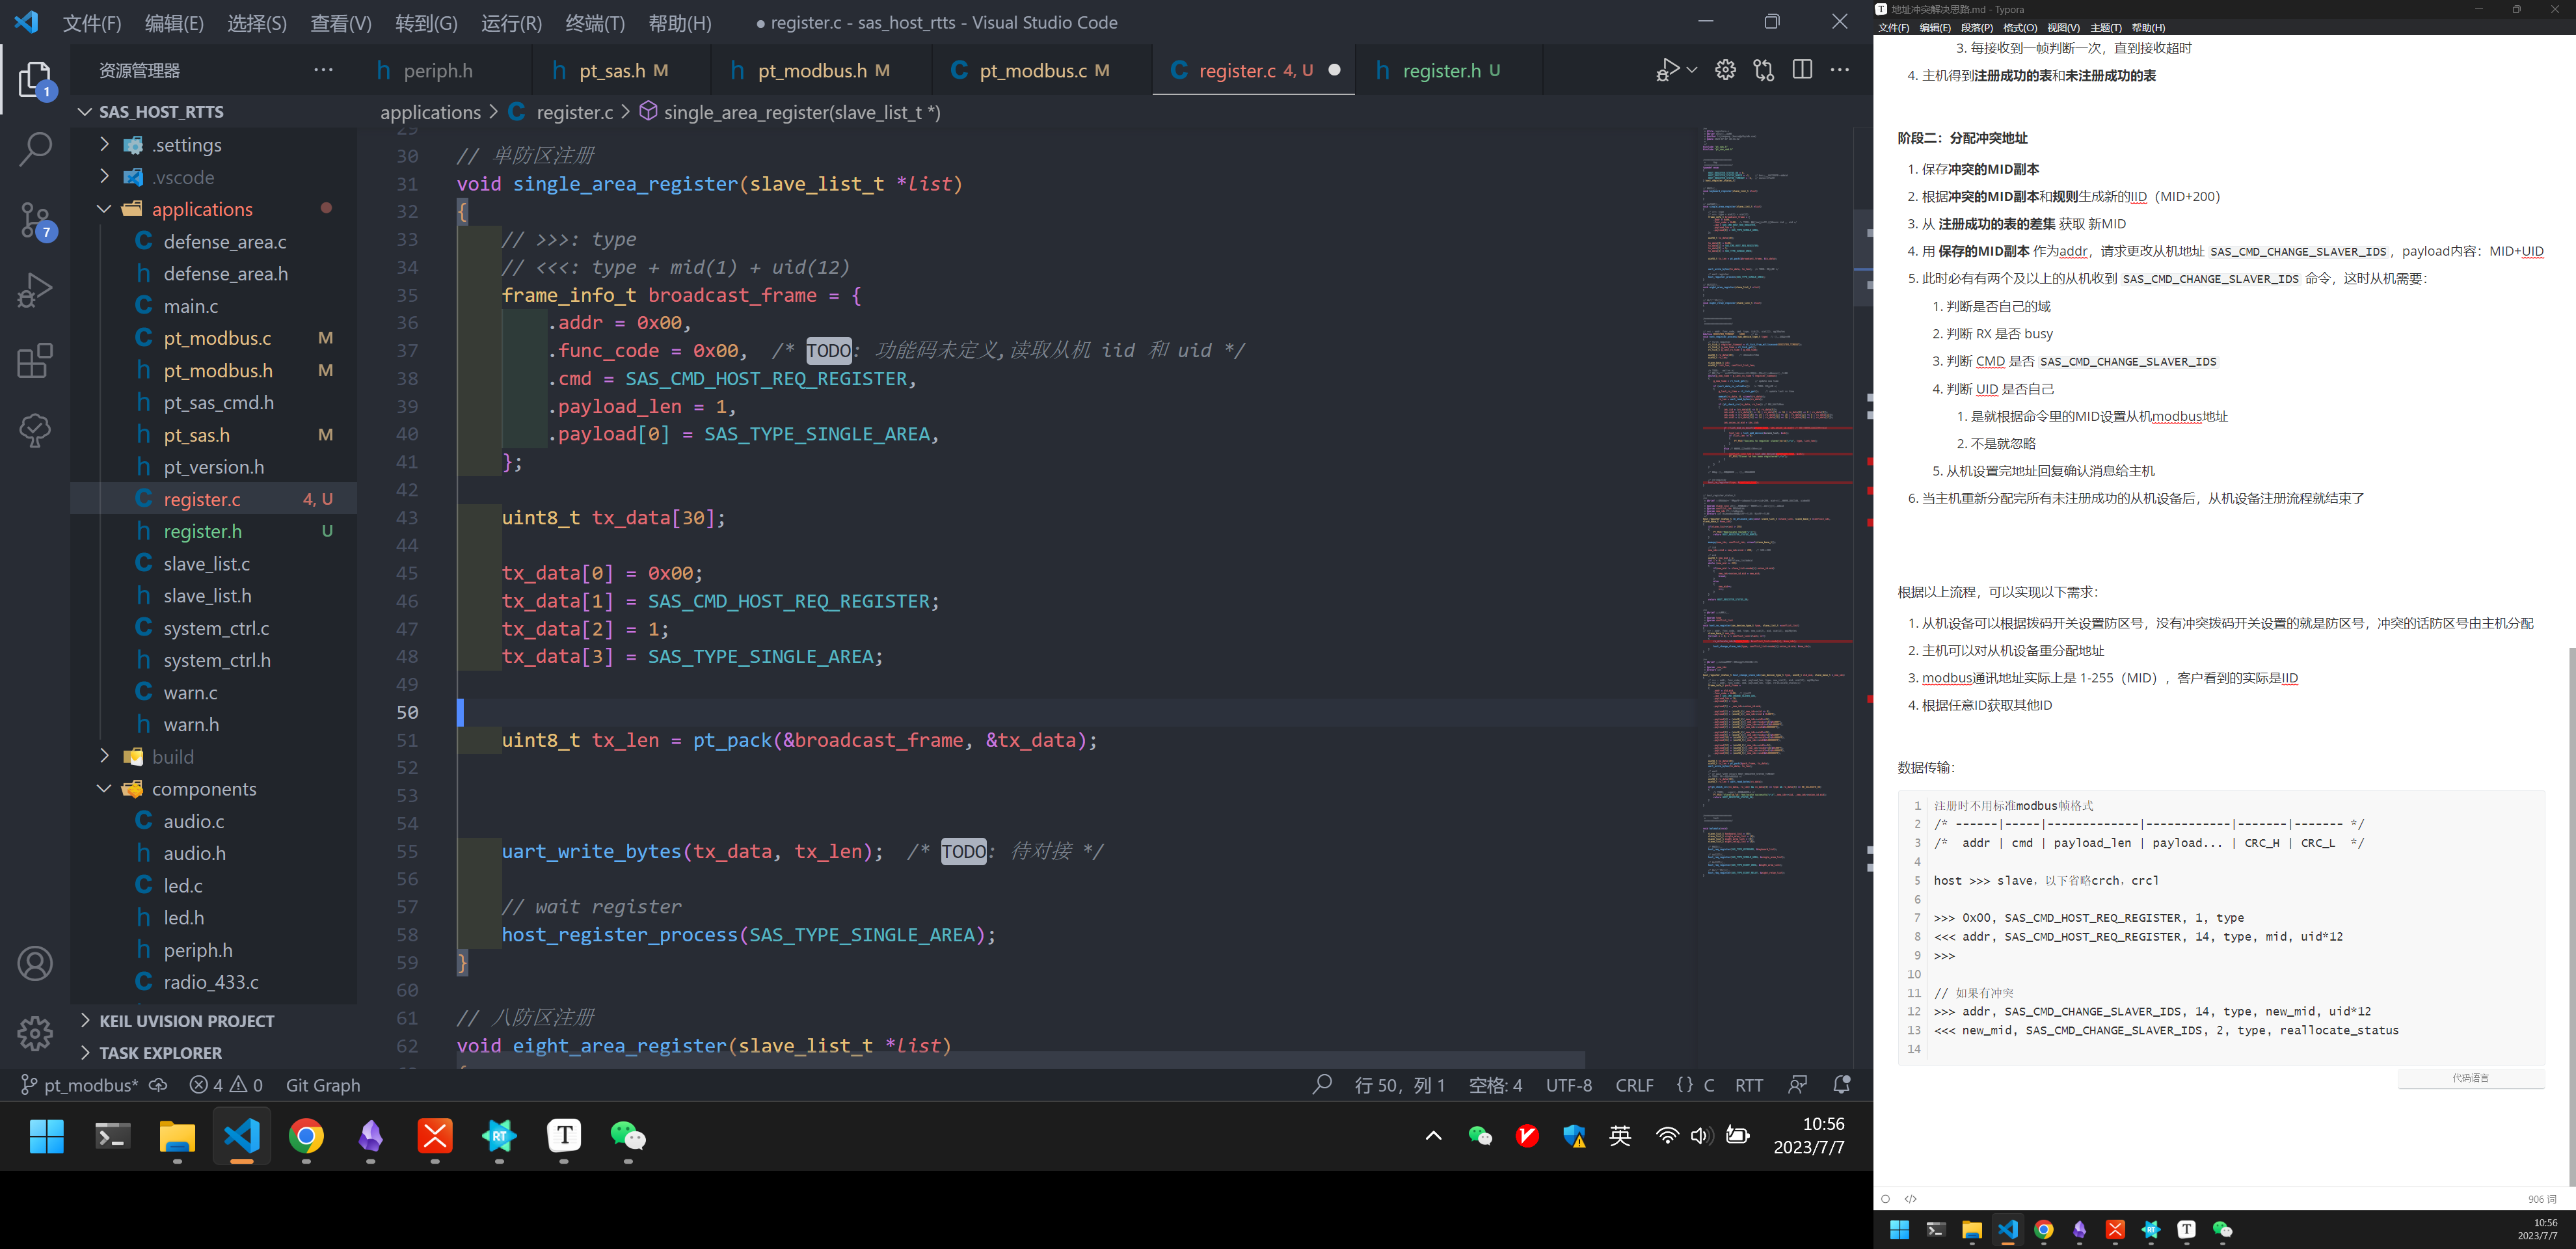 文件(F) 编辑(E) 选择(S) 查看(V) 转到(G) 运行(R) 终端(T) 帮助(H)
● register.c - sas_host_rtts - Visual Studio Code
资源管理器
periph.h
pt_sas.h M
pt_modbus.h M
pt_modbus.c M
register.c 4, U
register.h U
SAS_HOST_RTTS
.settings
.vscode
applications
defense_area.c
defense_area.h
main.c
pt_modbus.c M
pt_modbus.h M
pt_sas_cmd.h
pt_sas.h M
pt_version.h
register.c 4, U
register.h U
slave_list.c
slave_list.h
system_ctrl.c
system_ctrl.h
warn.c
warn.h
build
components
audio.c
audio.h
led.c
led.h
periph.h
radio_433.c
KEIL UVISION PROJECT
TASK EXPLORER
1
7
applications > C register.c > single_area_register(slave_list_t *)
29
30 // 单防区注册
31 void single_area_register(slave_list_t *list)
32 {
33 // >>>: type
34 // <<<: type + mid(1) + uid(12)
35 frame_info_t broadcast_frame = {
36 .addr = 0x00,
37 .func_code = 0x00, /* TODO: 功能码未定义,读取从机 iid 和 uid */
38 .cmd = SAS_CMD_HOST_REQ_REGISTER,
39 .payload_len = 1,
40 .payload[0] = SAS_TYPE_SINGLE_AREA,
41 };
42
43 uint8_t tx_data[30];
44
45 tx_data[0] = 0x00;
46 tx_data[1] = SAS_CMD_HOST_REQ_REGISTER;
47 tx_data[2] = 1;
48 tx_data[3] = SAS_TYPE_SINGLE_AREA;
49
50
51 uint8_t tx_len = pt_pack(&broadcast_frame, &tx_data);
52
53
54
55 uart_write_bytes(tx_data, tx_len); /* TODO: 待对接 */
56
57 // wait register
58 host_register_process(SAS_TYPE_SINGLE_AREA);
59 }
60
61 // 八防区注册
62 void eight_area_register(slave_list_t *list)
pt_modbus* 4 0 Git Graph
行 50, 列 1 空格: 4 UTF-8 CRLF {} C RTT
英
10:56
2023/7/7
地址冲突解决思路.md - Typora
文件(F) 编辑(E) 段落(P) 格式(O) 视图(V) 主题(T) 帮助(H)
3. 每接收到一帧判断一次，直到接收超时
4. 主机得到注册成功的表和未注册成功的表
阶段二：分配冲突地址
1. 保存冲突的MID副本
2. 根据冲突的MID副本和规则生成新的IID（MID+200）
3. 从 注册成功的表的差集 获取 新MID
4. 用 保存的MID副本 作为addr，请求更改从机地址 SAS_CMD_CHANGE_SLAVER_IDS，payload内容：MID+UID
5. 此时必有有两个及以上的从机收到 SAS_CMD_CHANGE_SLAVER_IDS 命令，这时从机需要：
1. 判断是否自己的域
2. 判断 RX 是否 busy
3. 判断 CMD 是否 SAS_CMD_CHANGE_SLAVER_IDS
4. 判断 UID 是否自己
1. 是就根据命令里的MID设置从机modbus地址
2. 不是就忽略
5. 从机设置完地址回复确认消息给主机
6. 当主机重新分配完所有未注册成功的从机设备后，从机设备注册流程就结束了
根据以上流程，可以实现以下需求：
1. 从机设备可以根据拨码开关设置防区号，没有冲突拨码开关设置的就是防区号，冲突的话防区号由主机分配
2. 主机可以对从机设备重分配地址
3. modbus通讯地址实际上是 1-255（MID），客户看到的实际是IID
4. 根据任意ID获取其他ID
数据传输：
1 注册时不用标准modbus帧格式
2 /* ------|-----|-------------|------------|-------|------- */
3 /*  addr | cmd | payload_len | payload... | CRC_H | CRC_L  */
4
5 host >>> slave，以下省略crch，crcl
6
7 >>> 0x00, SAS_CMD_HOST_REQ_REGISTER, 1, type
8 <<< addr, SAS_CMD_HOST_REQ_REGISTER, 14, type, mid, uid*12
9 >>>
10
11 // 如果有冲突
12 >>> addr, SAS_CMD_CHANGE_SLAVER_IDS, 14, type, new_mid, uid*12
13 <<< new_mid, SAS_CMD_CHANGE_SLAVER_IDS, 2, type, reallocate_status
14
代码语言
906 词
10:56
2023/7/7